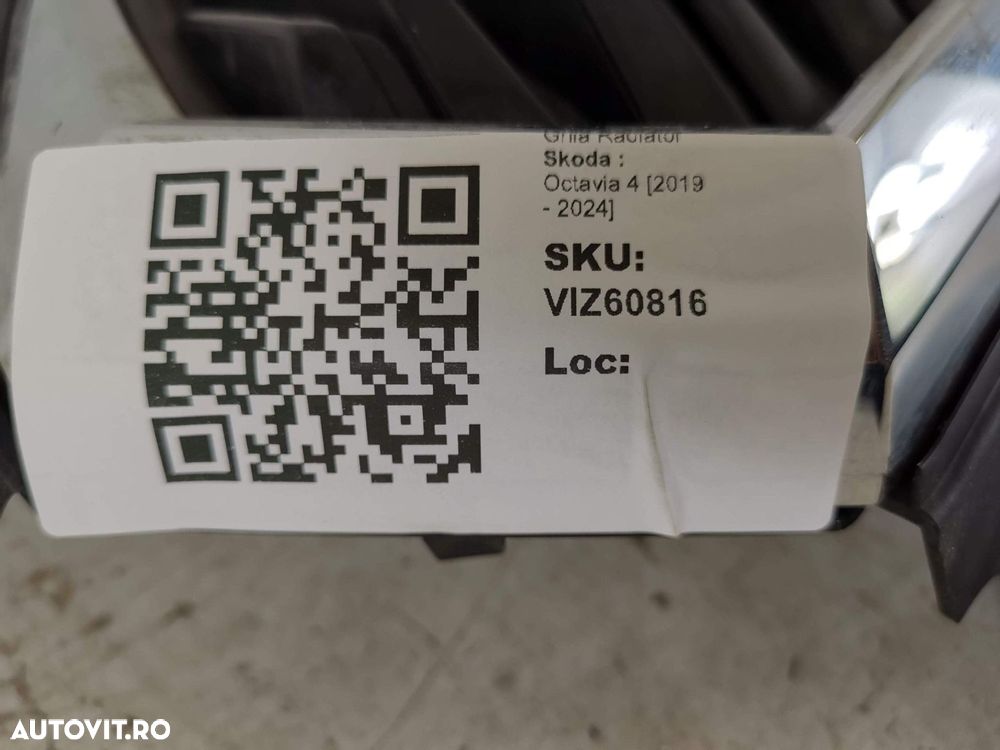 Grila Radiator
Skoda :
Octavia 4 [2019
- 2024]
SKU:
VIZ60816
Loc:
AUTOVIT.RO